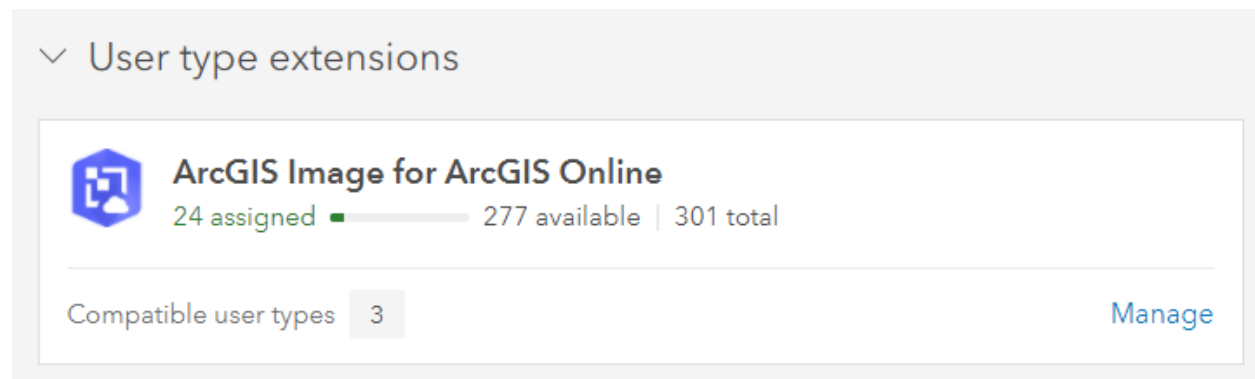 User type extensions
ArcGIS Image for ArcGIS Online
24 assigned 277 available 301 total
Compatible user types 3 Manage